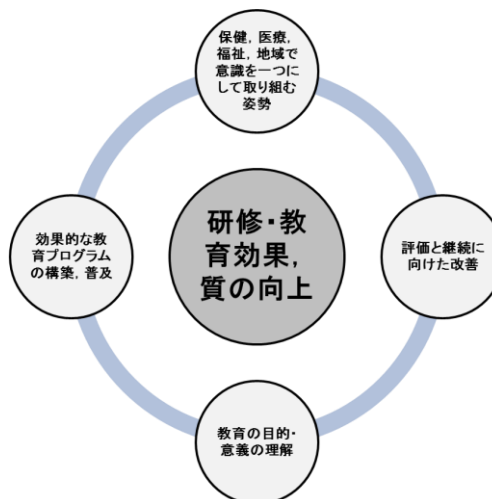 保健，医療，
福祉，地域で
意識を一つに
して取り組む
姿勢
研修・教
育効果，
質の向上
効果的な教
育プログラム
の構築，普及
評価と継続に
向けた改善
教育の目的・
意義の理解